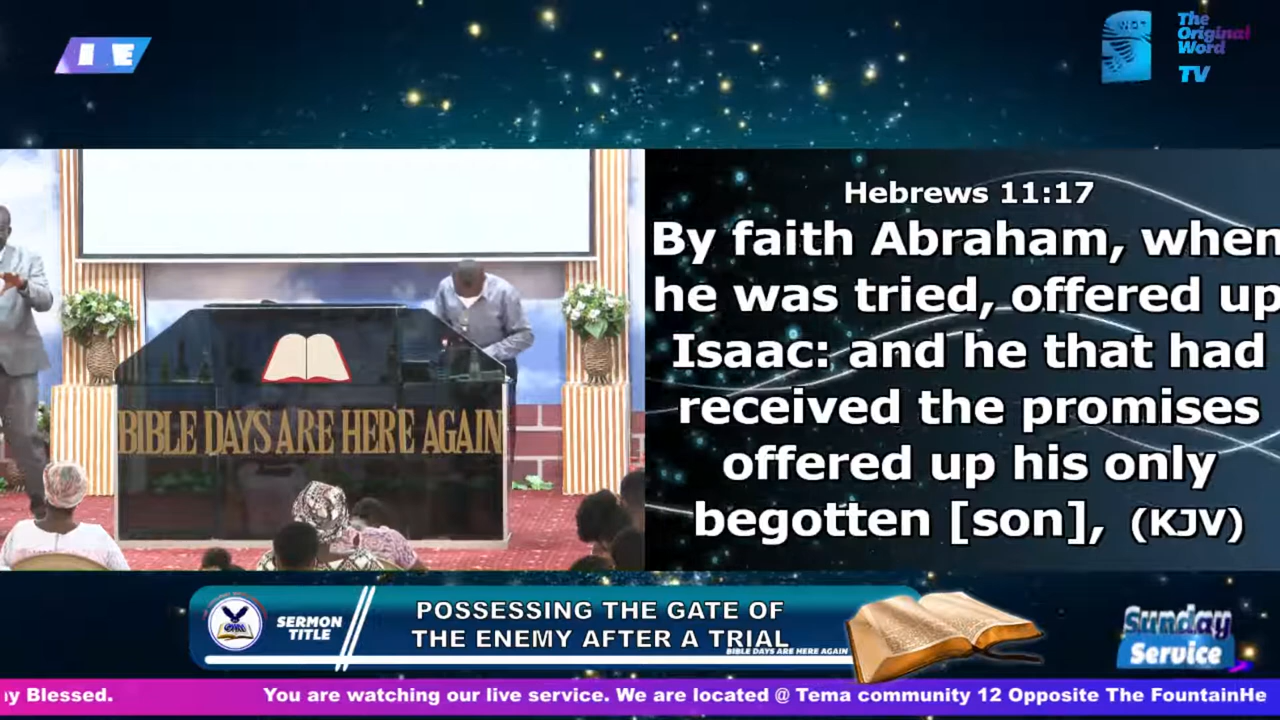 I E
The
Original
Word
TV
Hebrews 11:17
By faith Abraham, when
he was tried, offered up
Isaac: and he that had
received the promises
offered up his only
begotten [son], (KJV)
BIBLE DAYS ARE HERE AGAIN
SERMON
TITLE
POSSESSING THE GATE OF
THE ENEMY AFTER A TRIAL
BIBLE DAYS ARE HERE AGAIN
Sunday
Service
y Blessed. You are watching our live service. We are located @ Tema community 12 Opposite The FountainHe